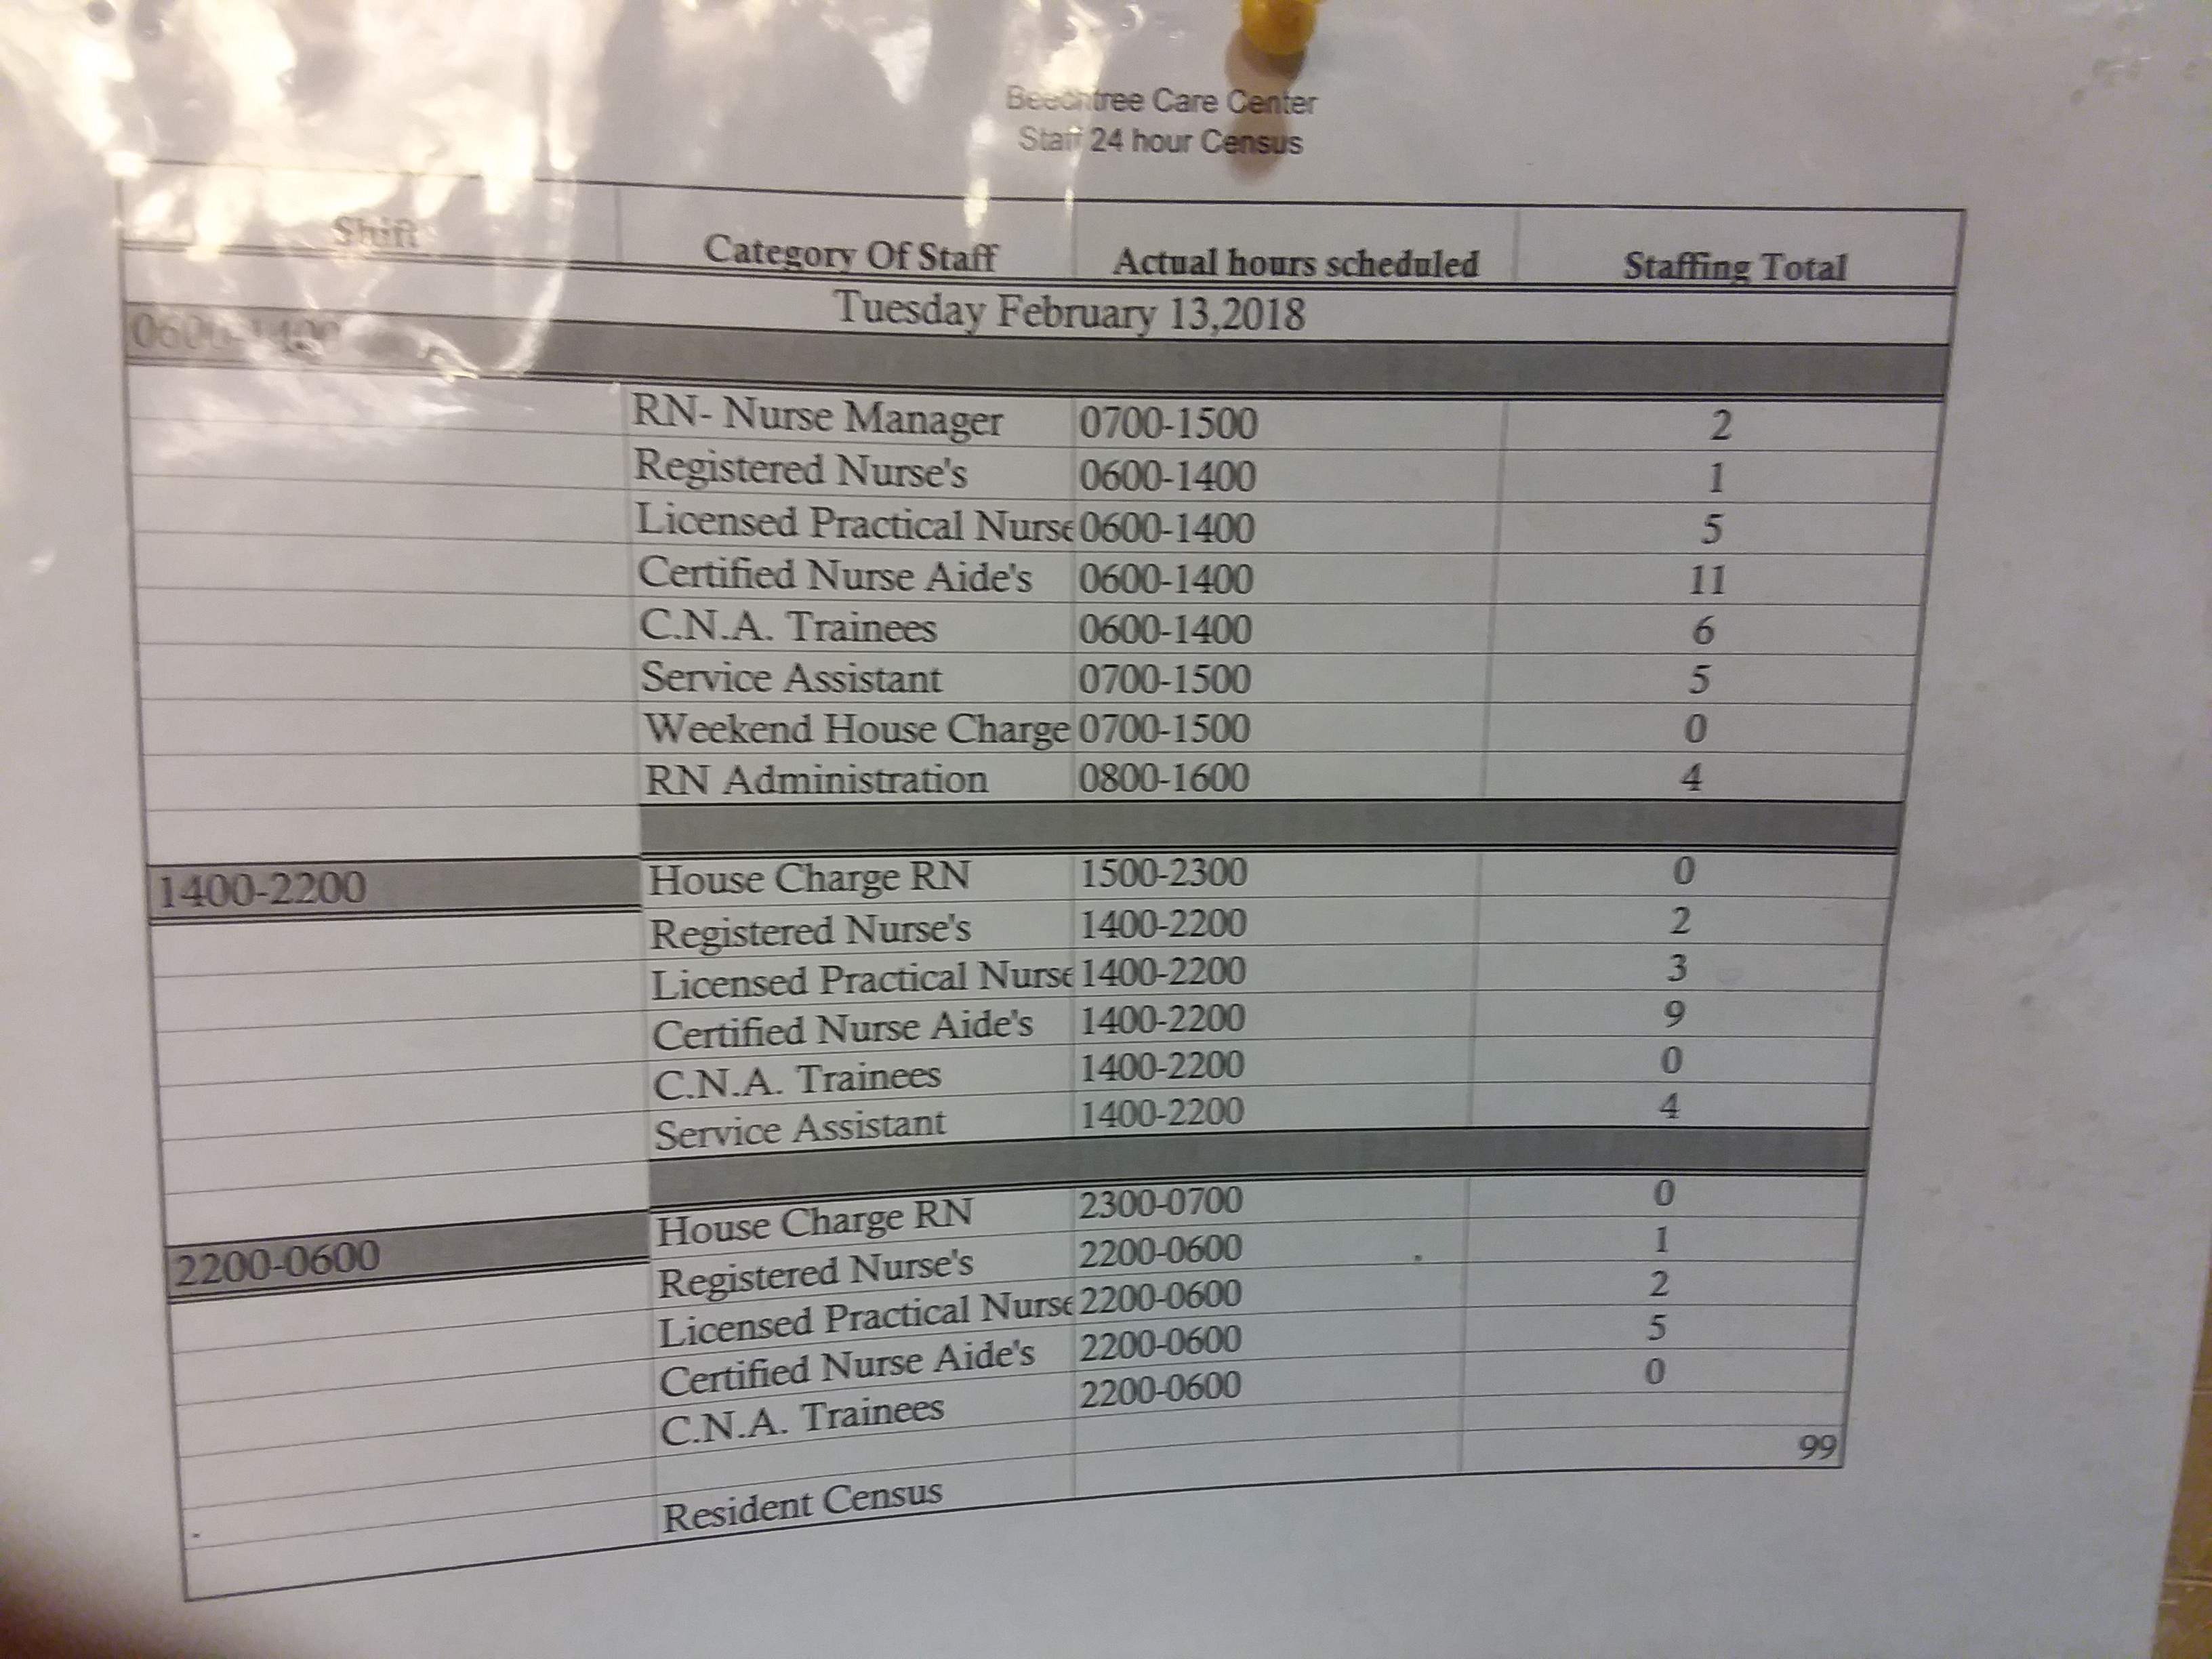 Beechtree Care Center
Staff 24 hour Census
Shift Category Of Staff Actual hours scheduled Staffing Total
Tuesday February 13,2018
0600-1400
RN- Nurse Manager 0700-1500 2
Registered Nurse's 0600-1400 1
Licensed Practical Nurse 0600-1400 5
Certified Nurse Aide's 0600-1400 11
C.N.A. Trainees 0600-1400 6
Service Assistant 0700-1500 5
Weekend House Charge 0700-1500 0
RN Administration 0800-1600 4
1400-2200
House Charge RN 1500-2300 0
Registered Nurse's 1400-2200 2
Licensed Practical Nurse 1400-2200 3
Certified Nurse Aide's 1400-2200 9
C.N.A. Trainees 1400-2200 0
Service Assistant 1400-2200 4
2200-0600
House Charge RN 2300-0700 0
Registered Nurse's 2200-0600 1
Licensed Practical Nurse 2200-0600 2
Certified Nurse Aide's 2200-0600 5
C.N.A. Trainees 2200-0600 0
Resident Census 99